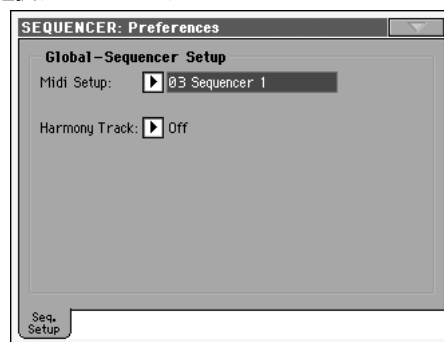 SEQUENCER: Preferences
Global-Sequencer Setup
Midi Setup: 03 Sequencer 1
Harmony Track: Off
Seq.
Setup